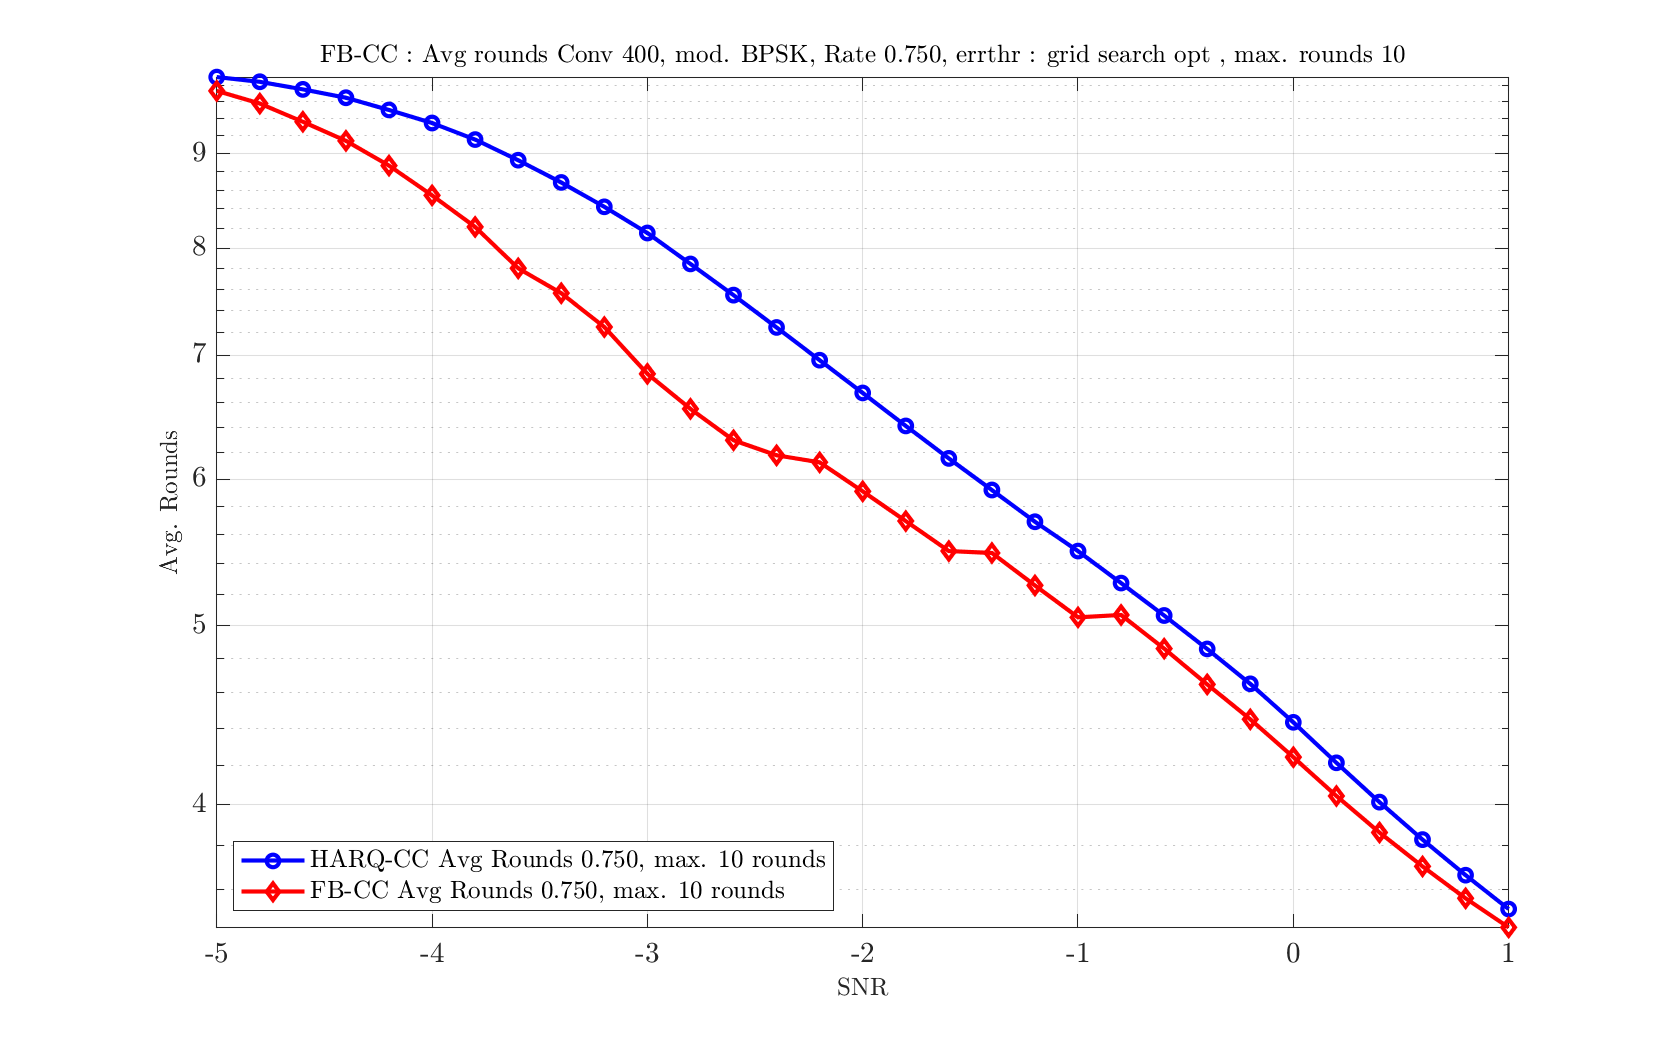 FB-CC : Avg rounds Conv 400, mod. BPSK, Rate 0.750, errthr : grid search opt , max. rounds 10
9
8
7
6
5
4
Avg. Rounds
HARQ-CC Avg Rounds 0.750, max. 10 rounds
FB-CC Avg Rounds 0.750, max. 10 rounds
-5 -4 -3 -2 -1 0 1
SNR